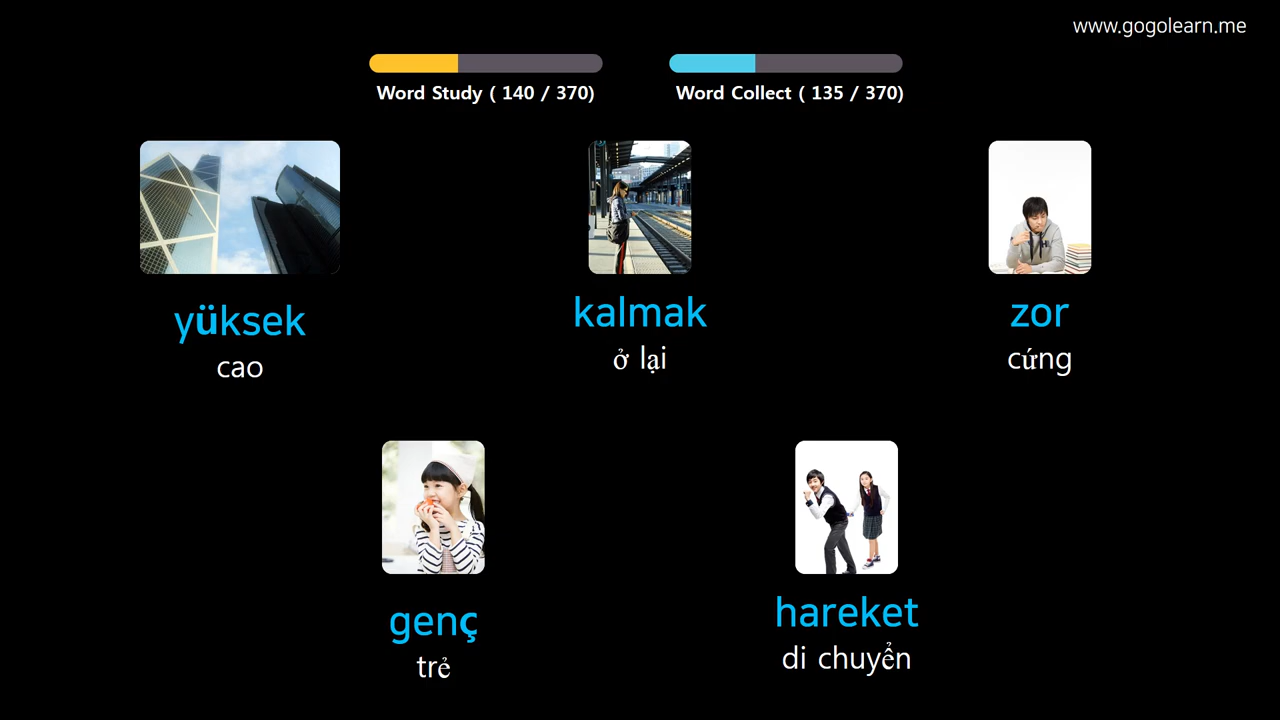 www.gogolearn.me
Word Study ( 140 / 370)
Word Collect ( 135 / 370)
yüksek
cao
kalmak
ở lại
zor
cứng
genç
trẻ
hareket
di chuyển